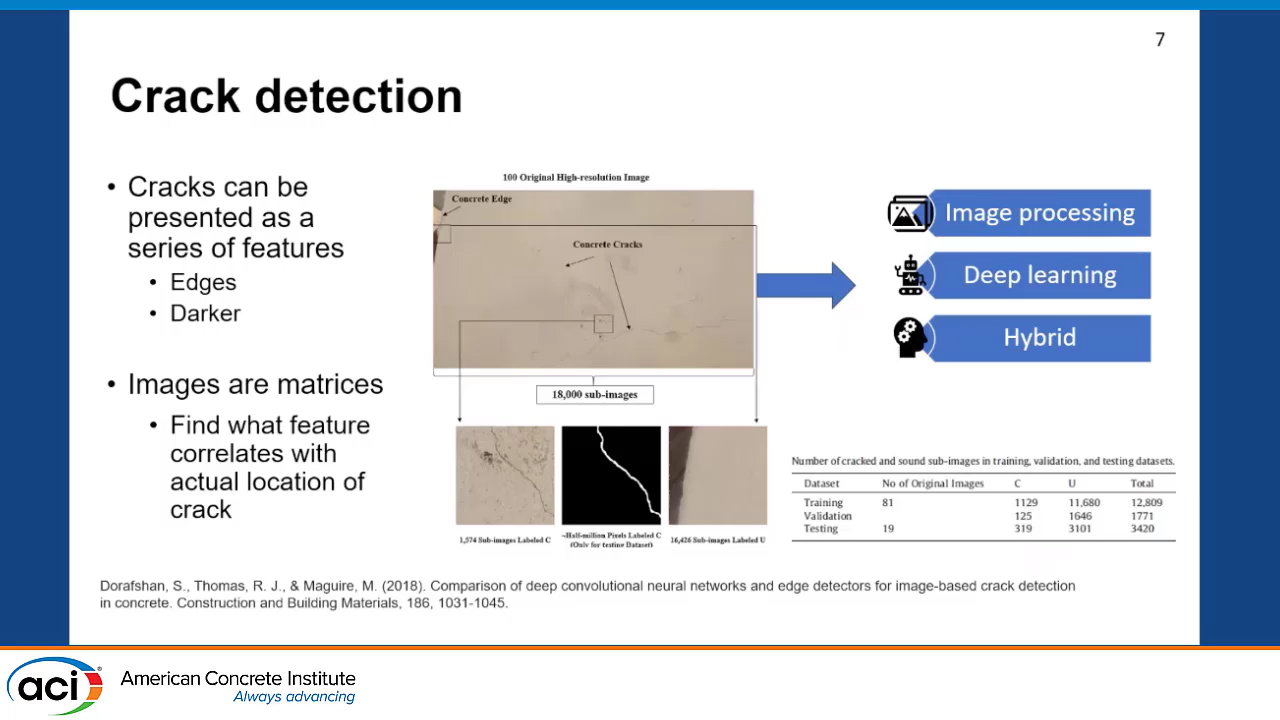 7
Crack detection
• Cracks can be
presented as a
series of features
• Edges
• Darker
• Images are matrices
• Find what feature
correlates with
actual location of
crack
100 Original High-resolution Image
Concrete Edge
Concrete Cracks
18,000 sub-images
1,574 Sub-images Labeled C
~Half-million Pixels Labeled C
(Only for testing Dataset)
16,426 Sub-images Labeled U
Image processing
Deep learning
Hybrid
Number of cracked and sound sub-images in training, validation, and testing datasets.
Dataset No of Original Images C U Total
Training 81 1129 11,680 12,809
Validation 125 1646 1771
Testing 19 319 3101 3420
Dorafshan, S., Thomas, R. J., & Maguire, M. (2018). Comparison of deep convolutional neural networks and edge detectors for image-based crack detection
in concrete. Construction and Building Materials, 186, 1031-1045.
aci®
American Concrete Institute
Always advancing